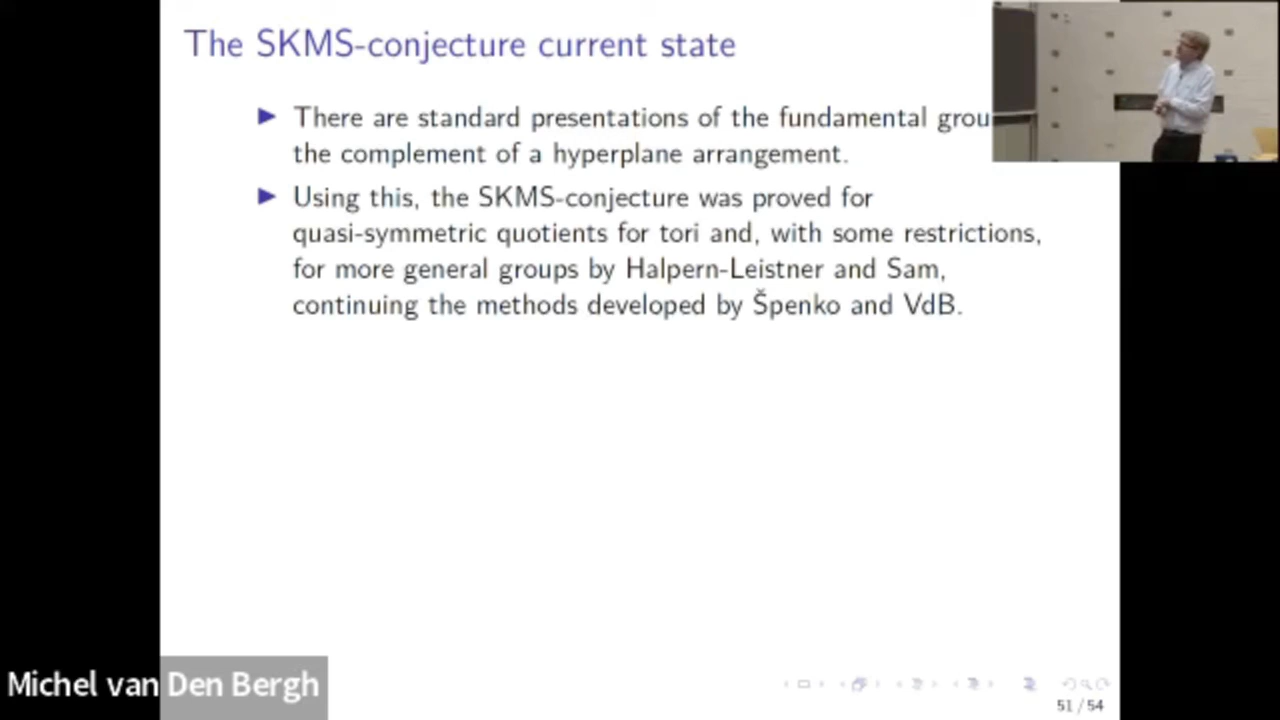 The SKMS-conjecture current state
▶ There are standard presentations of the fundamental grou
the complement of a hyperplane arrangement.
▶ Using this, the SKMS-conjecture was proved for
quasi-symmetric quotients for tori and, with some restrictions,
for more general groups by Halpern-Leistner and Sam,
continuing the methods developed by Špenko and VdB.
Michel van Den Bergh
51 / 54